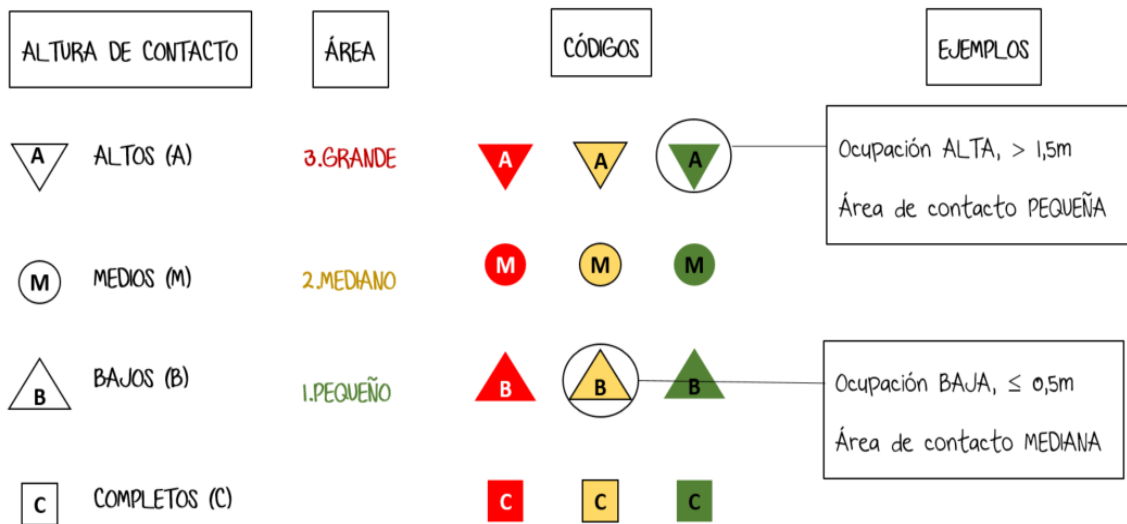 ALTURA DE CONTACTO
ÁREA
CÓDIGOS
EJEMPLOS
A ALTOS (A)
3.GRANDE
A A A
Ocupación ALTA, > 1,5m
Área de contacto PEQUEÑA
M MEDIOS (M)
2.MEDIANO
M M M
B BAJOS (B)
1.PEQUEÑO
B B B
Ocupación BAJA, ≤ 0,5m
Área de contacto MEDIANA
C COMPLETOS (C)
C C C